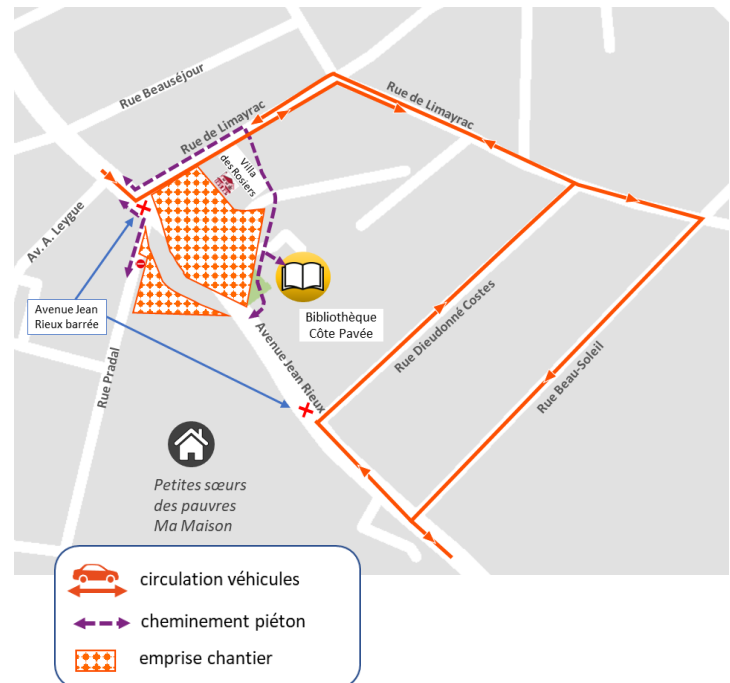 Rue Beauséjour
Rue de Limayrac
Rue de Limayrac
Villa
des Rosiers
Av. A. Leygue
Avenue Jean
Rieux barrée
Bibliothèque
Côte Pavée
Rue Pradal
Avenue Jean Rieux
Rue Dieudonné Costes
Rue Beau-Soleil
Petites sœurs
des pauvres
Ma Maison
circulation véhicules
cheminement piéton
emprise chantier